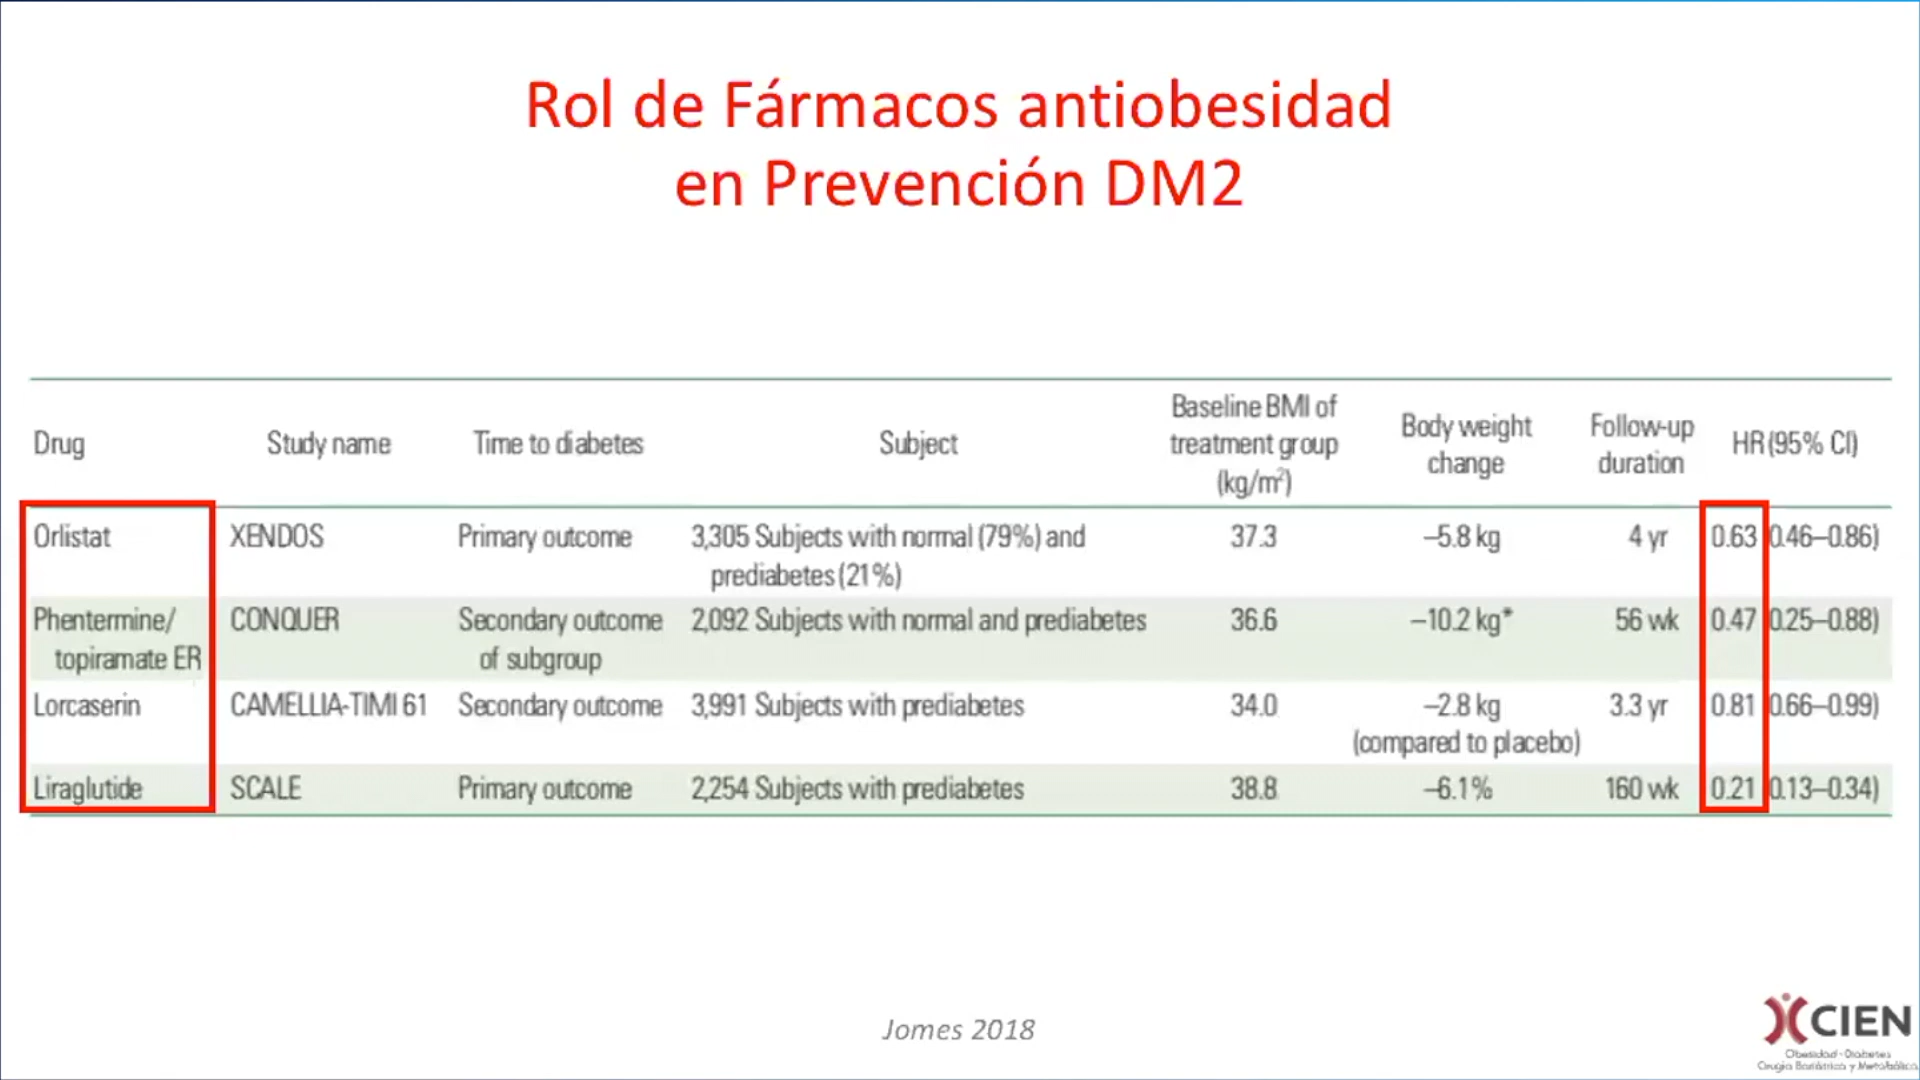 Rol de Fármacos antiobesidad
en Prevención DM2
Drug Study name Time to diabetes Subject Baseline BMI of treatment group (kg/m²) Body weight change Follow-up duration HR (95% CI)
Orlistat XENDOS Primary outcome 3,305 Subjects with normal (79%) and prediabetes (21%) 37.3 –5.8 kg 4 yr 0.63 0.46–0.86)
Phentermine/ topiramate ER CONQUER Secondary outcome of subgroup 2,092 Subjects with normal and prediabetes 36.6 –10.2 kg* 56 wk 0.47 0.25–0.88)
Lorcaserin CAMELLIA-TIMI 61 Secondary outcome 3,991 Subjects with prediabetes 34.0 –2.8 kg (compared to placebo) 3.3 yr 0.81 0.66–0.99)
Liraglutide SCALE Primary outcome 2,254 Subjects with prediabetes 38.8 –6.1% 160 wk 0.21 0.13–0.34)
Jomes 2018
CIEN
Obesidad - Diabetes
Cirugía Bariátrica y Metabólica